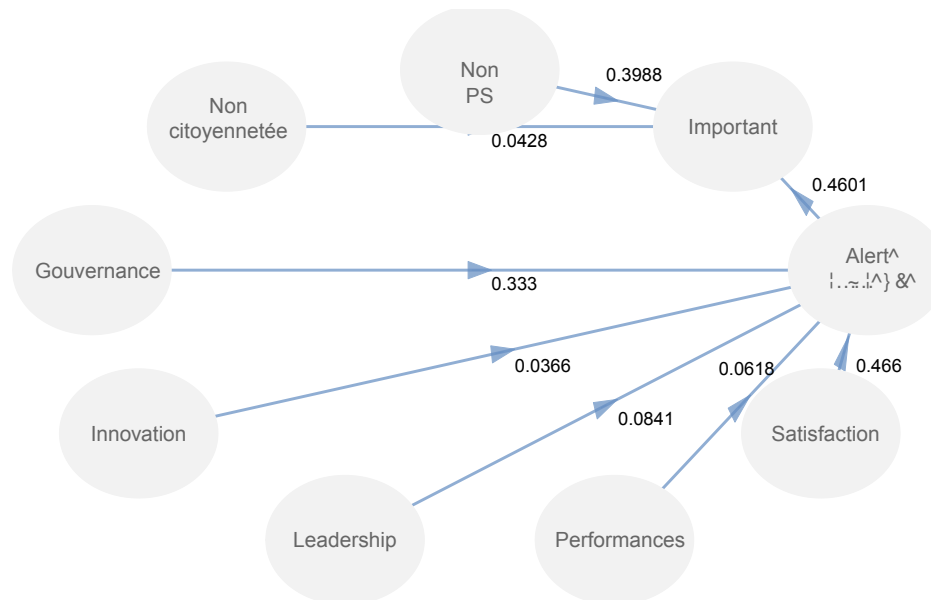 Non
PS
0.3988
Non
citoyennetée
Important
0.0428
0.4601
Alert^
Gouvernance
0.333
0.0366
0.0618
0.466
Innovation
0.0841
Satisfaction
Leadership
Performances